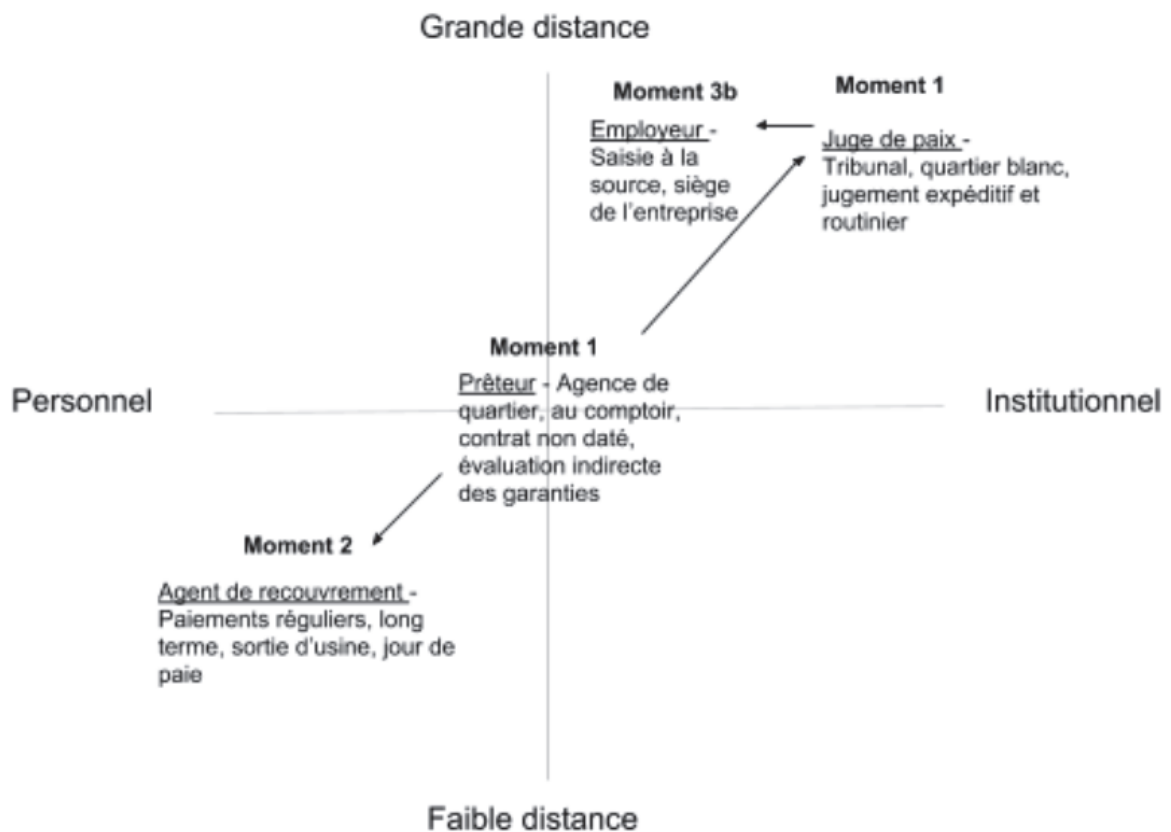 Grande distance
Moment 3b
Employeur -
Saisie à la
source, siège
de l'entreprise
Moment 1
Juge de paix -
Tribunal, quartier blanc,
jugement expéditif et
routinier
Personnel
Moment 1
Prêteur - Agence de
quartier, au comptoir,
contrat non daté,
évaluation indirecte
des garanties
Institutionnel
Moment 2
Agent de recouvrement -
Paiements réguliers, long
terme, sortie d'usine, jour de
paie
Faible distance